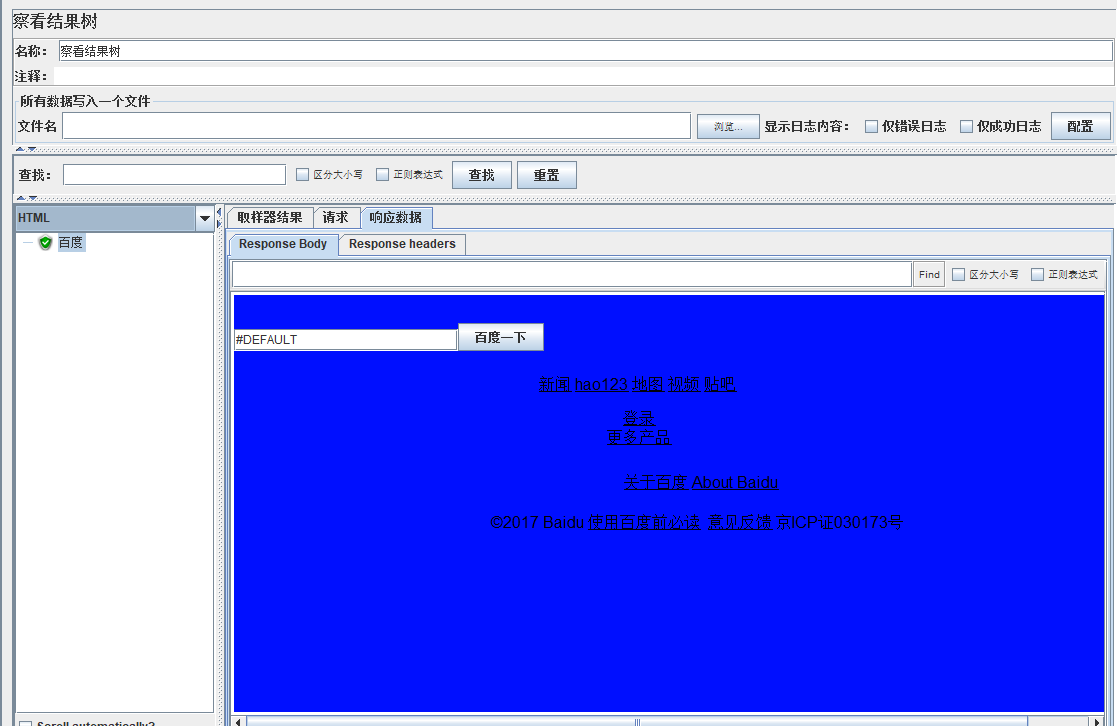 察看结果树
名称： 察看结果树
注释：
所有数据写入一个文件
文件名 浏览... 显示日志内容： 仅错误日志 仅成功日志 配置
查找： 区分大小写 正则表达式 查找 重置
HTML
百度
取样器结果 请求 响应数据
Response Body Response headers
Find 区分大小写 正则表达式
#DEFAULT 百度一下
新闻 hao123 地图 视频 贴吧
登录
更多产品
关于百度 About Baidu
©2017 Baidu 使用百度前必读 意见反馈 京ICP证030173号
Scroll automatically?